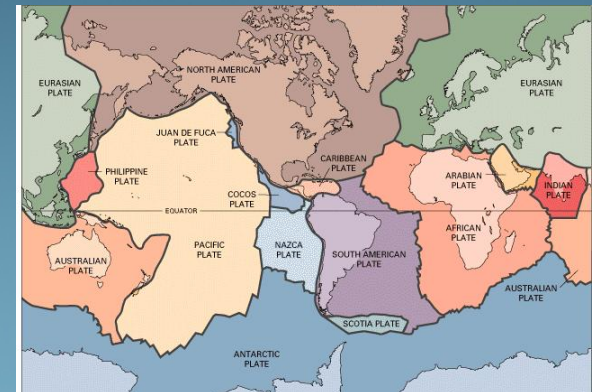 NORTH AMERICAN
PLATE
EURASIAN
PLATE
EURASIAN
PLATE
JUAN DE FUCA
PLATE
CARIBBEAN
PLATE
PHILIPPINE
PLATE
ARABIAN
PLATE
INDIAN
PLATE
COCOS
PLATE
EQUATOR
AFRICAN
PLATE
PACIFIC
PLATE
NAZCA
PLATE
SOUTH AMERICAN
PLATE
AUSTRALIAN
PLATE
AUSTRALIAN
PLATE
SCOTIA PLATE
ANTARCTIC
PLATE